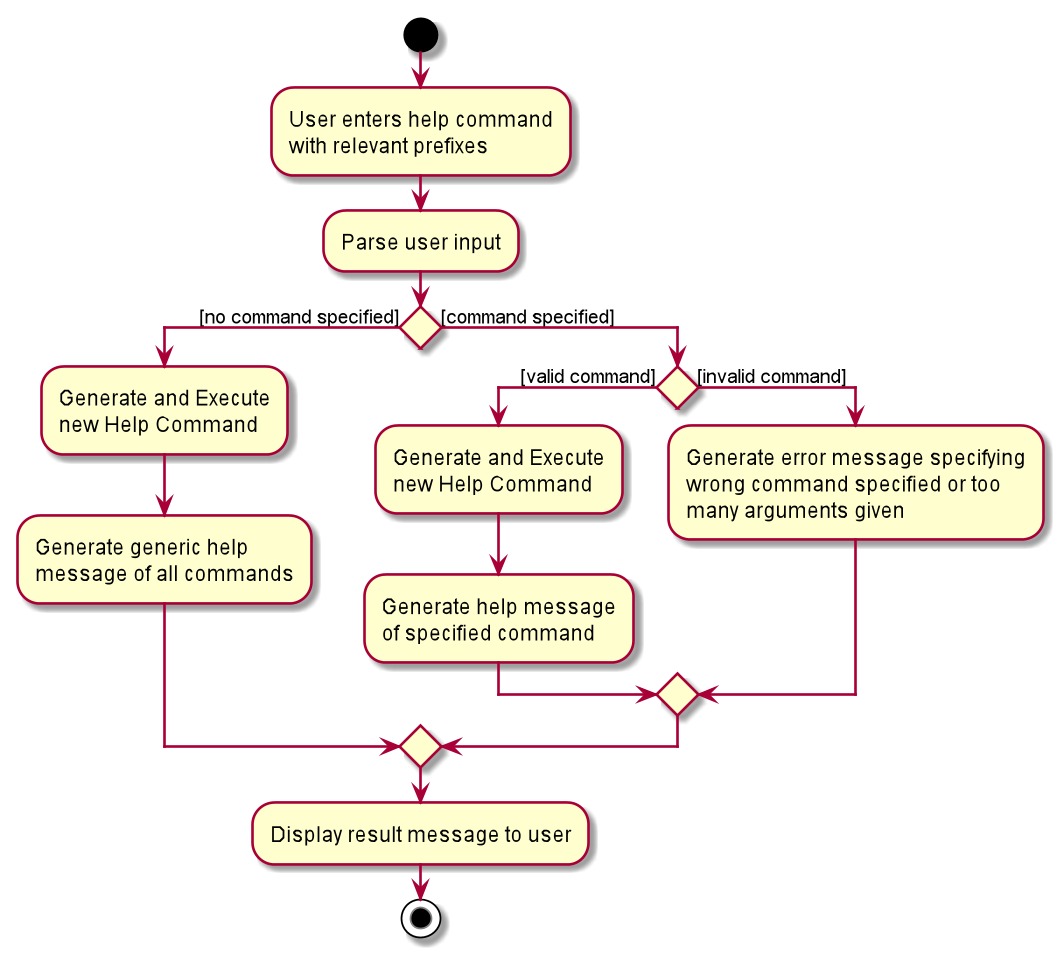 User enters help command
with relevant prefixes
Parse user input
[no command specified]
[command specified]
[valid command]
[invalid command]
Generate and Execute
new Help Command
Generate generic help
message of all commands
Generate and Execute
new Help Command
Generate help message
of specified command
Generate error message specifying
wrong command specified or too
many arguments given
Display result message to user